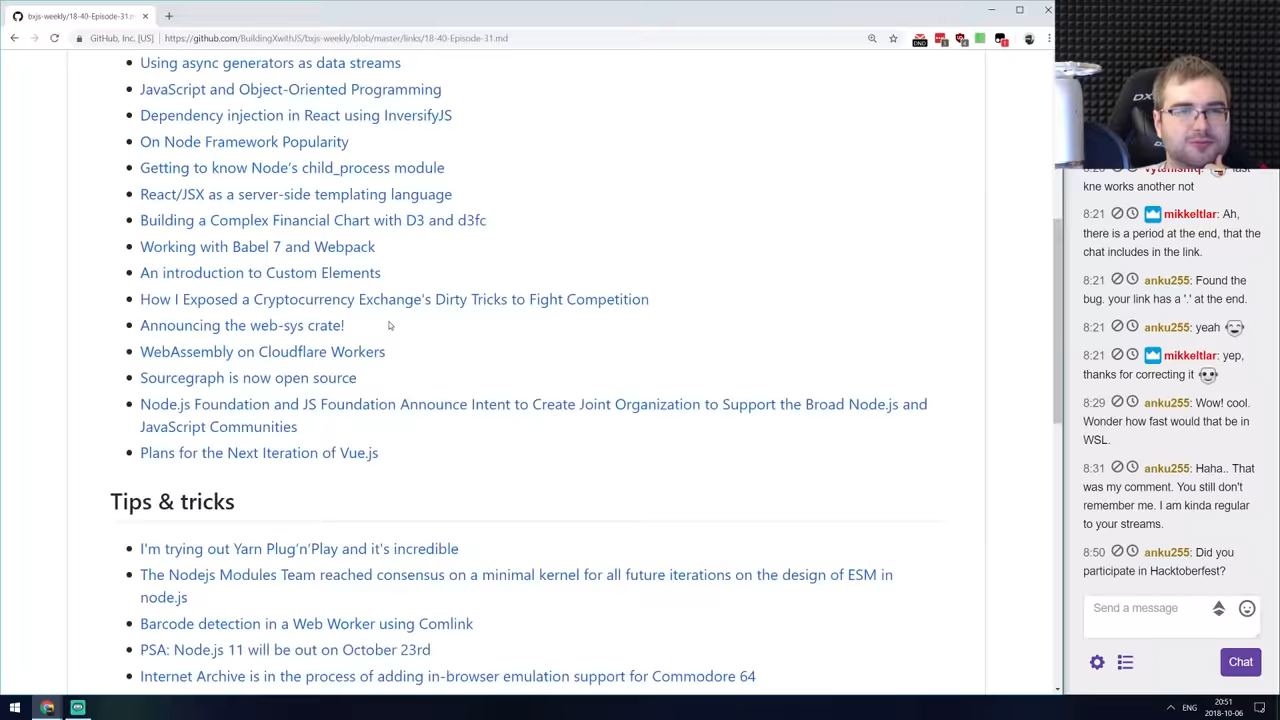 bxjs-weekly/18-40-Episode-31.m
GitHub, Inc. [US]
https://github.com/BuildingXwithJS/bxjs-weekly/blob/master/links/18-40-Episode-31.md
DND
Using async generators as data streams
JavaScript and Object-Oriented Programming
Dependency injection in React using InversifyJS
On Node Framework Popularity
Getting to know Node's child_process module
React/JSX as a server-side templating language
Building a Complex Financial Chart with D3 and d3fc
Working with Babel 7 and Webpack
An introduction to Custom Elements
How I Exposed a Cryptocurrency Exchange's Dirty Tricks to Fight Competition
Announcing the web-sys crate!
WebAssembly on Cloudflare Workers
Sourcegraph is now open source
Node.js Foundation and JS Foundation Announce Intent to Create Joint Organization to Support the Broad Node.js and
JavaScript Communities
Plans for the Next Iteration of Vue.js
Tips & tricks
I'm trying out Yarn Plug'n'Play and it's incredible
The Nodejs Modules Team reached consensus on a minimal kernel for all future iterations on the design of ESM in
node.js
Barcode detection in a Web Worker using Comlink
PSA: Node.js 11 will be out on October 23rd
Internet Archive is in the process of adding in-browser emulation support for Commodore 64
DX
kne works another not
8:21 mikkeltlar: Ah,
there is a period at the end, that the
chat includes in the link.
8:21 anku255: Found the
bug. your link has a '.' at the end.
8:21 anku255: yeah
8:21 mikkeltlar: yep,
thanks for correcting it
8:29 anku255: Wow! cool.
Wonder how fast would that be in
WSL.
8:31 anku255: Haha.. That
was my comment. You still don't
remember me. I am kinda regular
to your streams.
8:50 anku255: Did you
participate in Hacktoberfest?
Send a message
Chat
ENG
20:51
2018-10-06